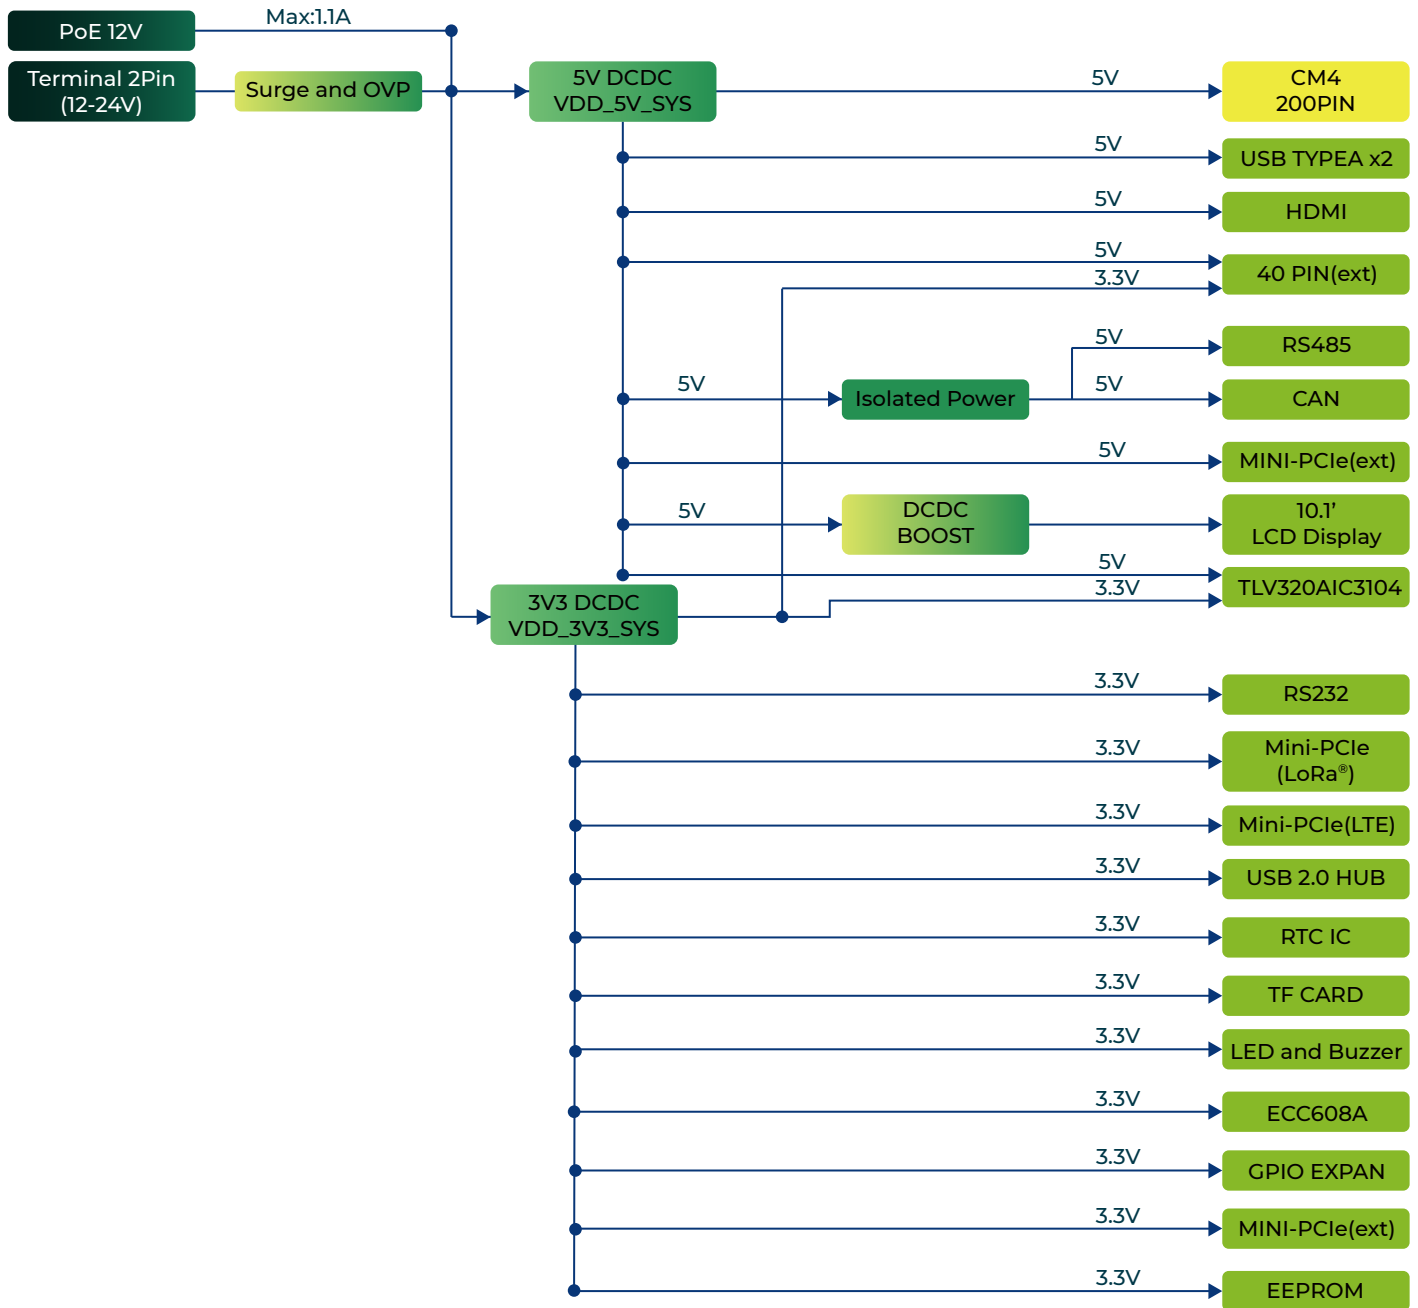 Max:1.1A
PoE 12V
Terminal 2Pin
(12-24V)
Surge and OVP
5V DCDC
VDD_5V_SYS
5V
CM4
200PIN
5V
USB TYPEA x2
5V
HDMI
5V
3.3V
40 PIN(ext)
5V
RS485
5V
Isolated Power
5V
CAN
5V
MINI-PCIe(ext)
5V
DCDC
BOOST
10.1’
LCD Display
5V
3.3V
TLV320AIC3104
3V3 DCDC
VDD_3V3_SYS
3.3V
RS232
3.3V
Mini-PCIe
(LoRa®)
3.3V
Mini-PCIe(LTE)
3.3V
USB 2.0 HUB
3.3V
RTC IC
3.3V
TF CARD
3.3V
LED and Buzzer
3.3V
ECC608A
3.3V
GPIO EXPAN
3.3V
MINI-PCIe(ext)
3.3V
EEPROM